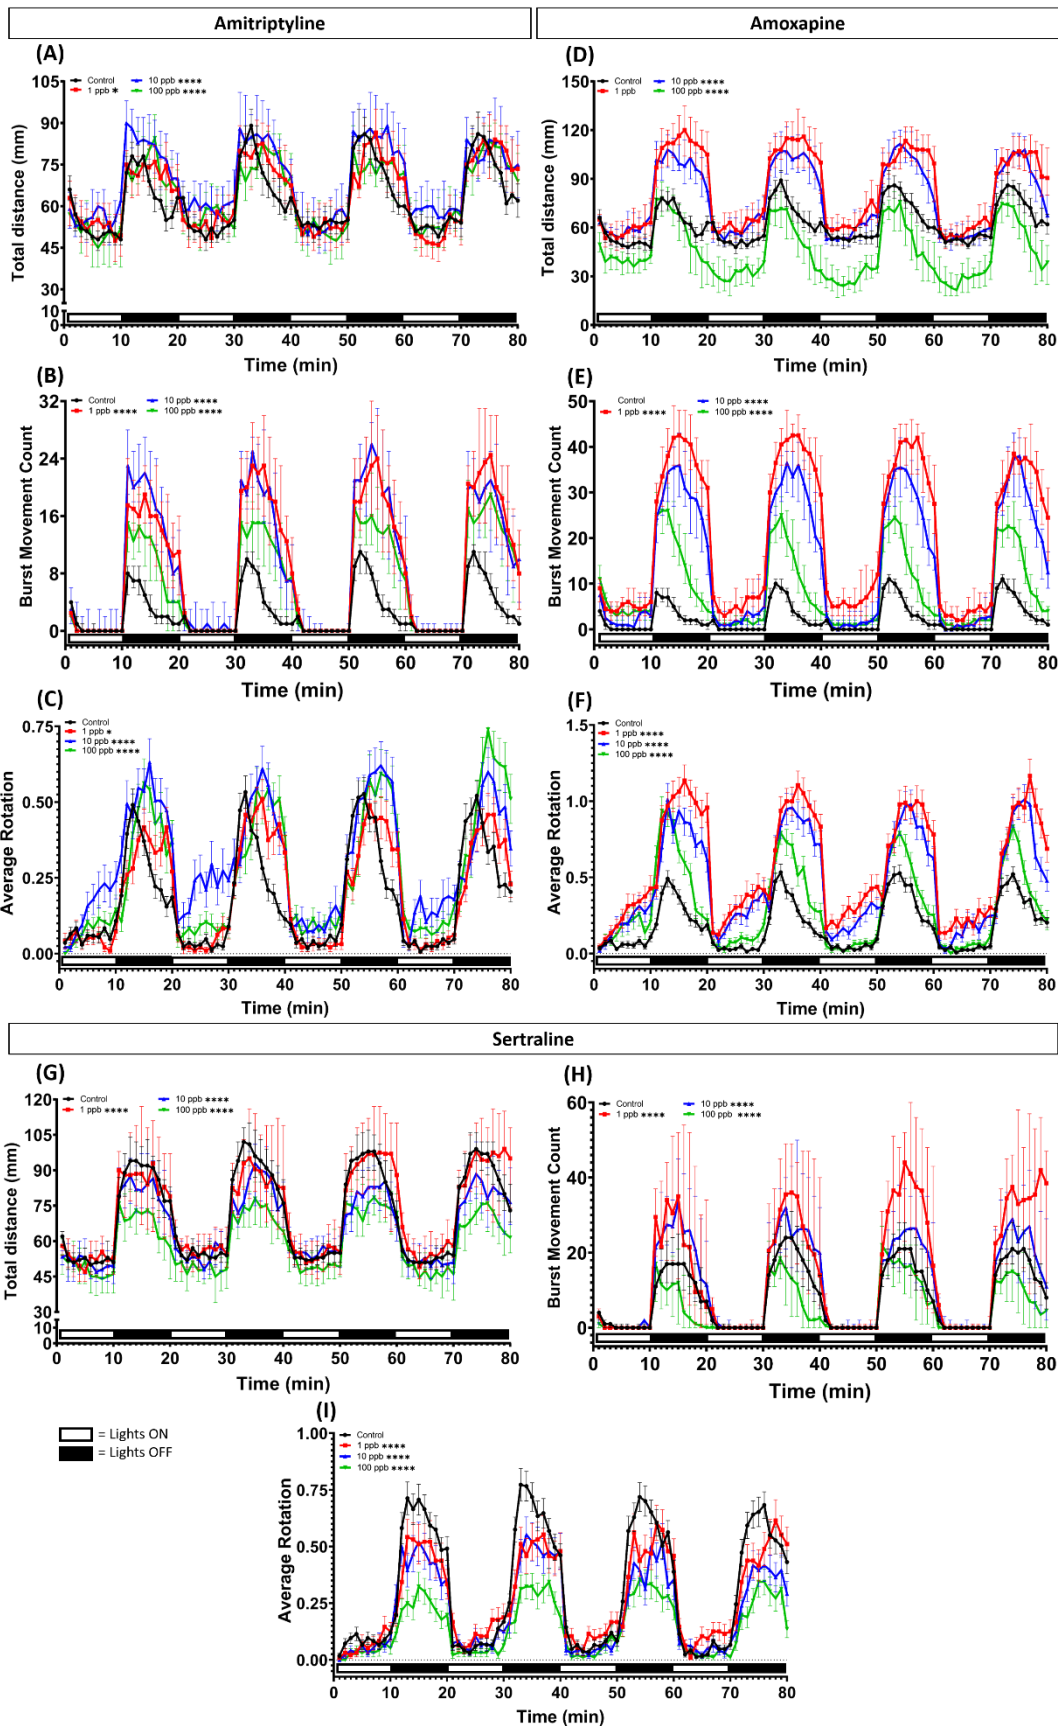 Amitriptyline
Amoxapine
(A)
Control 10 ppb ****
1 ppb * 100 ppb ****
Total distance (mm)
105
90
75
60
45
30
10
0
0 10 20 30 40 50 60 70 80
Time (min)
(D)
Control 10 ppb ****
1 ppb 100 ppb ****
Total distance (mm)
150
120
90
60
30
0
0 10 20 30 40 50 60 70 80
Time (min)
(B)
Control 10 ppb ****
1 ppb **** 100 ppb ****
Burst Movement Count
32
24
16
8
0
0 10 20 30 40 50 60 70 80
Time (min)
(E)
Control 10 ppb ****
1 ppb **** 100 ppb ****
Burst Movement Count
50
40
30
20
10
0
0 10 20 30 40 50 60 70 80
Time (min)
(C)
Control
1 ppb *
10 ppb ****
100 ppb ****
Average Rotation
0.75
0.50
0.25
0.00
0 10 20 30 40 50 60 70 80
Time (min)
(F)
Control
1 ppb ****
10 ppb ****
100 ppb ****
Average Rotation
1.5
1.0
0.5
0.0
0 10 20 30 40 50 60 70 80
Time (min)
Sertraline
(G)
Control 10 ppb ****
1 ppb **** 100 ppb ****
Total distance (mm)
120
105
90
75
60
45
30
10
0
0 10 20 30 40 50 60 70 80
Time (min)
(H)
Control 10 ppb ****
1 ppb **** 100 ppb ****
Burst Movement Count
60
40
20
0
0 10 20 30 40 50 60 70 80
Time (min)
= Lights ON
= Lights OFF
(I)
Control
1 ppb ****
10 ppb ****
100 ppb ****
Average Rotation
1.00
0.75
0.50
0.25
0.00
0 10 20 30 40 50 60 70 80
Time (min)